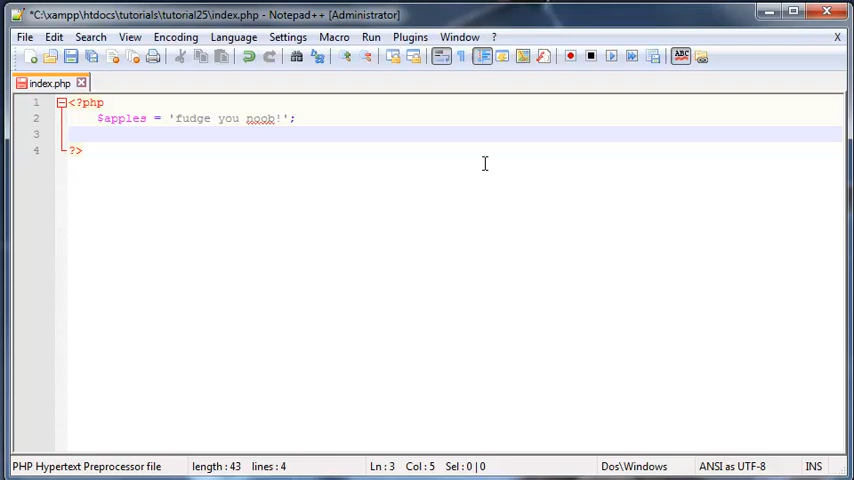 *C:\xampp\htdocs\tutorials\tutorial25\index.php - Notepad++ [Administrator]
File Edit Search View Encoding Language Settings Macro Run Plugins Window ? X
index.php
1 <?php
2 $apples = 'fudge you noob!';
3
4 ?>
PHP Hypertext Preprocessor file length : 43 lines : 4 Ln : 3 Col : 5 Sel : 0 | 0 Dos\Windows ANSI as UTF-8 INS